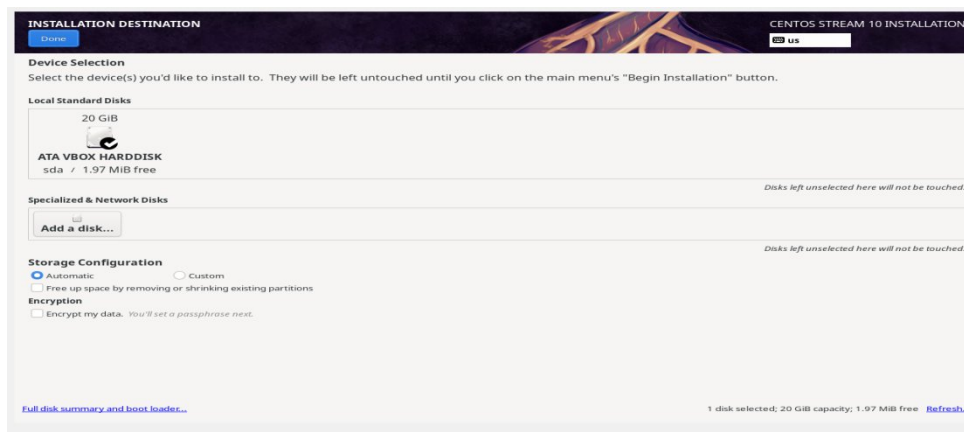 INSTALLATION DESTINATION
CENTOS STREAM 10 INSTALLATION
Done
us
Device Selection
Select the device(s) you'd like to install to. They will be left untouched until you click on the main menu's "Begin Installation" button.
Local Standard Disks
20 GiB
ATA VBOX HARDDISK
sda / 1.97 MiB free
Disks left unselected here will not be touched.
Specialized & Network Disks
Add a disk...
Disks left unselected here will not be touched.
Storage Configuration
Automatic Custom
Free up space by removing or shrinking existing partitions
Encryption
Encrypt my data. You'll set a passphrase next.
Full disk summary and boot loader...
1 disk selected; 20 GiB capacity; 1.97 MiB free Refresh.